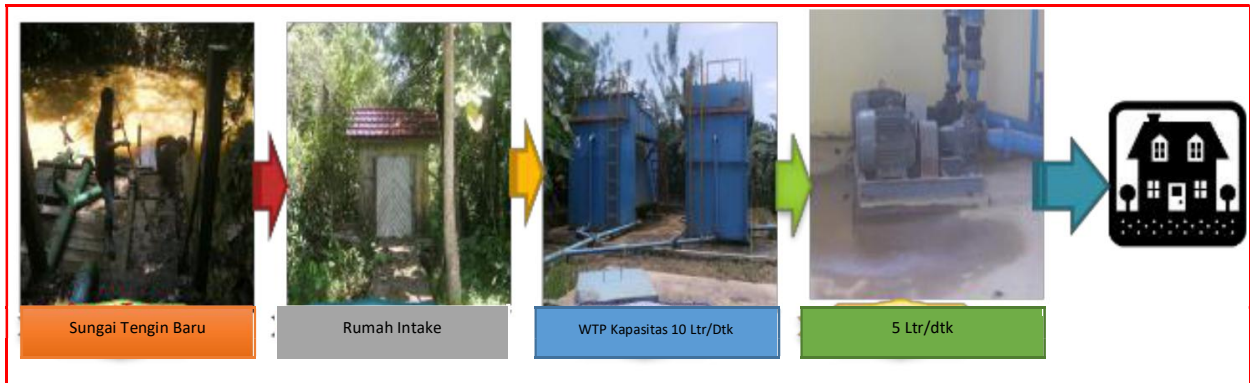 Sungai Tengin Baru
Rumah Intake
WTP Kapasitas 10 Ltr/Dtk
5 Ltr/dtk